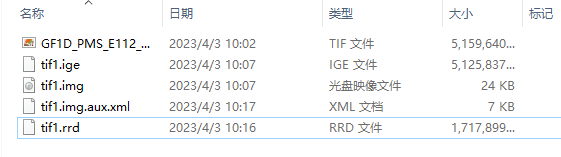 名称 日期 类型 大小 标记
GF1D_PMS_E112_... 2023/4/3 10:02 TIF 文件 5,159,640...
tif1.ige 2023/4/3 10:07 IGE 文件 5,125,837...
tif1.img 2023/4/3 10:07 光盘映像文件 24 KB
tif1.img.aux.xml 2023/4/3 10:17 XML 文档 7 KB
tif1.rrd 2023/4/3 10:16 RRD 文件 1,717,899...